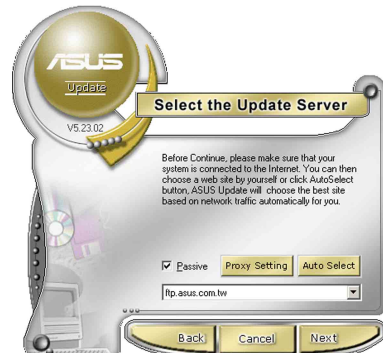 ASUS
Update
V5.23.02
Select the Update Server
Before Continue, please make sure that your
system is connected to the Internet. You can then
choose a web site by yourself or click AutoSelect
button, ASUS Update will choose the best site
based on network traffic automatically for you.
Passive
Proxy Setting
Auto Select
ftp.asus.com.tw
Back
Cancel
Next